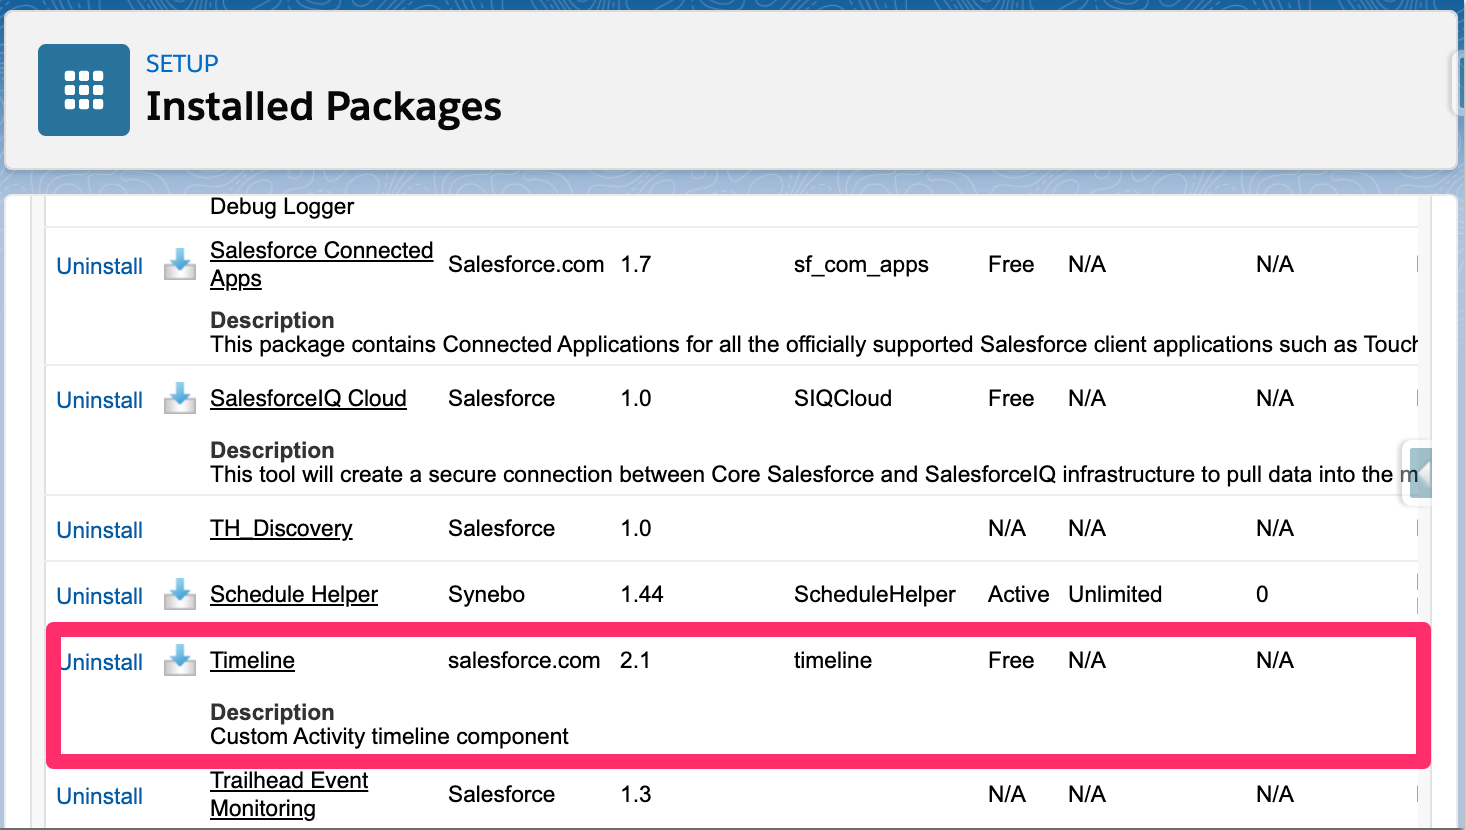 SETUP
Installed Packages
Debug Logger
Uninstall Salesforce Connected Apps Salesforce.com 1.7 sf_com_apps Free N/A N/A
Description
This package contains Connected Applications for all the officially supported Salesforce client applications such as Touch
Uninstall SalesforceIQ Cloud Salesforce 1.0 SIQCloud Free N/A N/A
Description
This tool will create a secure connection between Core Salesforce and SalesforceIQ infrastructure to pull data into the m
Uninstall TH_Discovery Salesforce 1.0 N/A N/A N/A
Uninstall Schedule Helper Synebo 1.44 ScheduleHelper Active Unlimited 0
Uninstall Timeline salesforce.com 2.1 timeline Free N/A N/A
Description
Custom Activity timeline component
Uninstall Trailhead Event Monitoring Salesforce 1.3 N/A N/A N/A